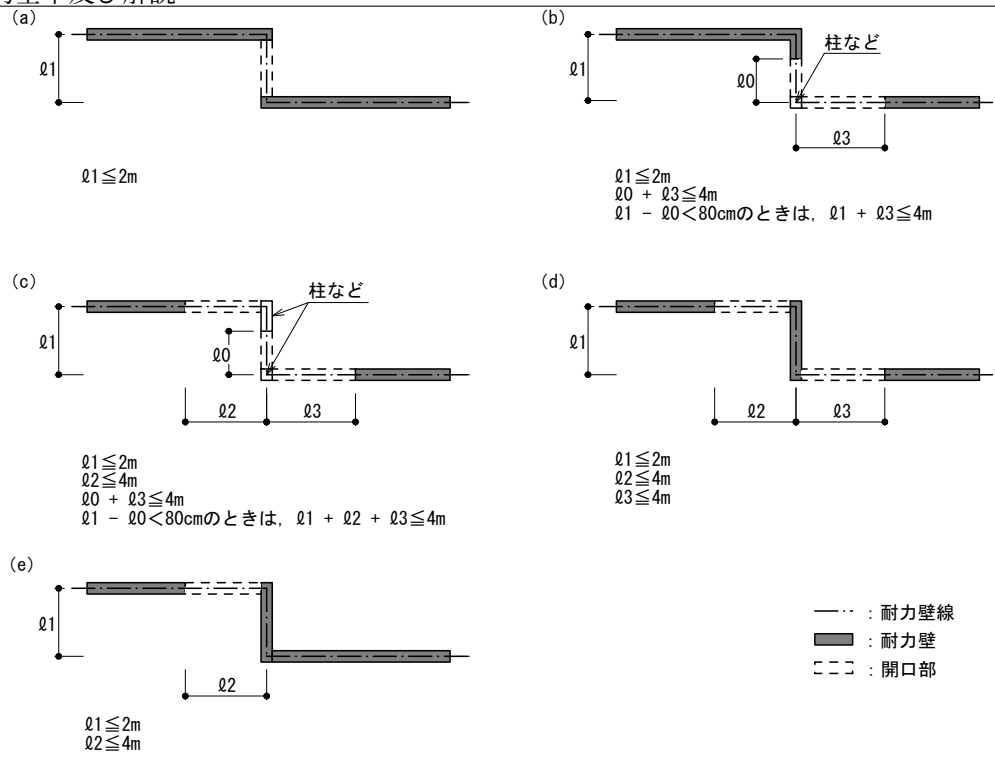 (a)
ℓ1
ℓ1≦2m
(b)
柱など
ℓ1
ℓ0
ℓ3
ℓ1≦2m
ℓ0 + ℓ3≦4m
ℓ1 - ℓ0<80cmのときは, ℓ1 + ℓ3≦4m
(c)
柱など
ℓ1
ℓ0
ℓ2
ℓ3
ℓ1≦2m
ℓ2≦4m
ℓ0 + ℓ3≦4m
ℓ1 - ℓ0<80cmのときは, ℓ1 + ℓ2 + ℓ3≦4m
(d)
ℓ1
ℓ2
ℓ3
ℓ1≦2m
ℓ2≦4m
ℓ3≦4m
(e)
ℓ1
ℓ2
ℓ1≦2m
ℓ2≦4m
：耐力壁線
：耐力壁
：開口部